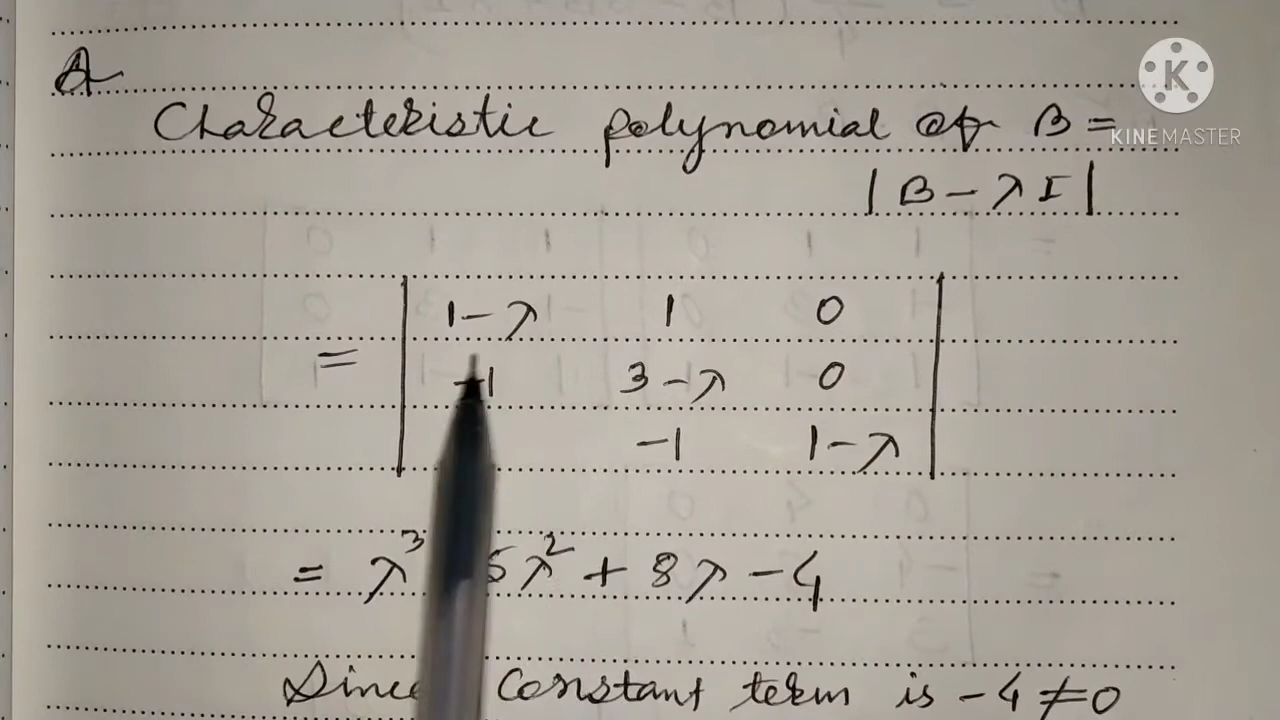 A
Characteristic polynomial of B =
| B - λI |
KINEMASTER
1-λ 1 0
= -1 3-λ 0
-1 1-λ
= λ³ 5λ² + 8λ - 4
Since constant term is -4 ≠ 0